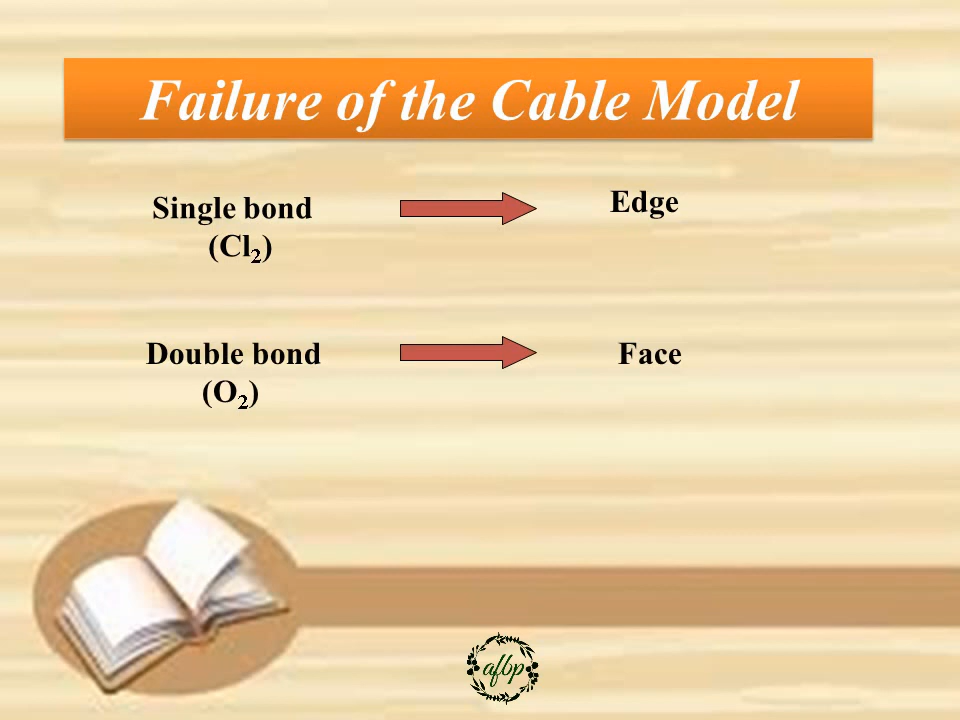 Failure of the Cable Model
Single bond
(Cl₂)
Edge
Double bond
(O₂)
Face
afbp